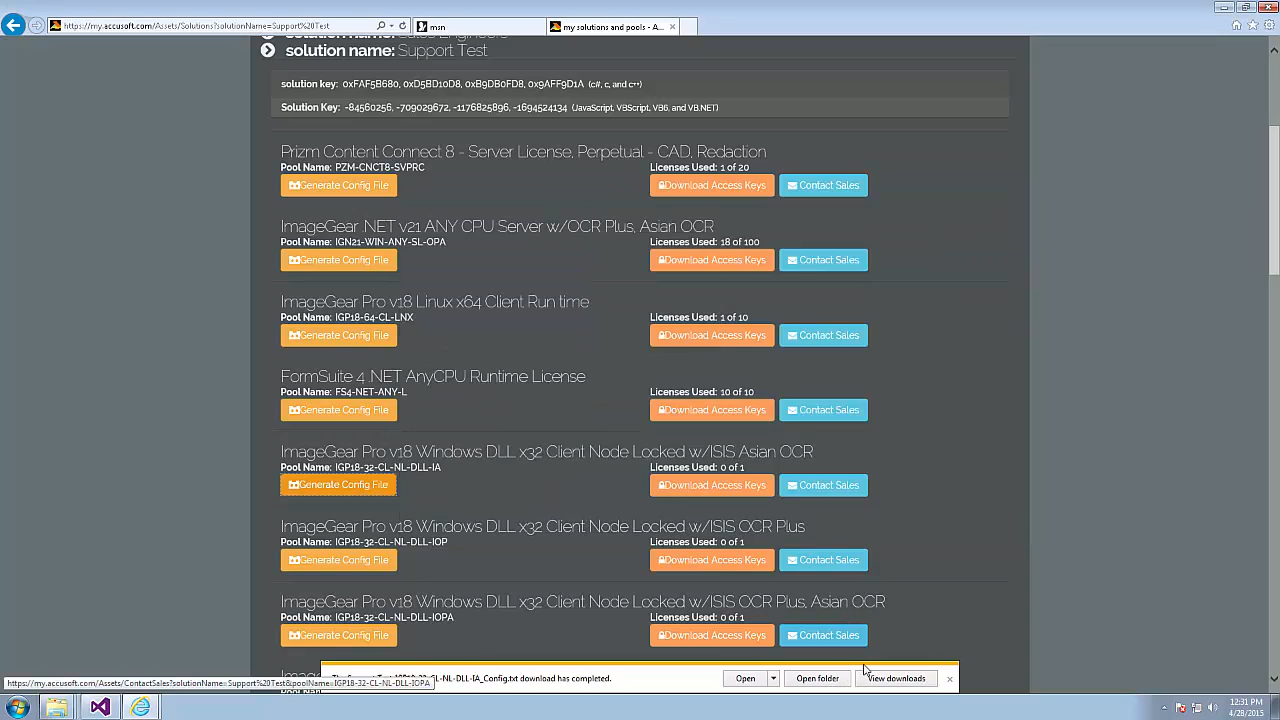 https://my.accusoft.com/Assets/Solutions?solutionName=Support%20Test
msn
my solutions and pools - A...
solution name: Sales Engineers
solution name: Support Test
solution key: 0xFAF5B680, 0xD5BD10D8, 0xB9DB0FD8, 0x9AFF9D1A (c#, c, and c++)
Solution Key: -84560256, -709029672, -1176825896, -1694524134 (JavaScript, VBScript, VB6, and VB.NET)
Prizm Content Connect 8 - Server License, Perpetual - CAD, Redaction
Pool Name: PZM-CNCT8-SVPRC Licenses Used: 1 of 20
Generate Config File Download Access Keys Contact Sales
ImageGear .NET v21 ANY CPU Server w/OCR Plus, Asian OCR
Pool Name: IGN21-WIN-ANY-SL-OPA Licenses Used: 18 of 100
Generate Config File Download Access Keys Contact Sales
ImageGear Pro v18 Linux x64 Client Run time
Pool Name: IGP18-64-CL-LNX Licenses Used: 1 of 10
Generate Config File Download Access Keys Contact Sales
FormSuite 4 .NET AnyCPU Runtime License
Pool Name: FS4-NET-ANY-L Licenses Used: 10 of 10
Generate Config File Download Access Keys Contact Sales
ImageGear Pro v18 Windows DLL x32 Client Node Locked w/ISIS Asian OCR
Pool Name: IGP18-32-CL-NL-DLL-IA Licenses Used: 0 of 1
Generate Config File Download Access Keys Contact Sales
ImageGear Pro v18 Windows DLL x32 Client Node Locked w/ISIS OCR Plus
Pool Name: IGP18-32-CL-NL-DLL-IOP Licenses Used: 0 of 1
Generate Config File Download Access Keys Contact Sales
ImageGear Pro v18 Windows DLL x32 Client Node Locked w/ISIS OCR Plus, Asian OCR
Pool Name: IGP18-32-CL-NL-DLL-IOPA Licenses Used: 0 of 1
Generate Config File Download Access Keys Contact Sales
The Support Test_IGP18-32-CL-NL-DLL-IA_Config.txt download has completed. Open Open folder View downloads
https://my.accusoft.com/Assets/ContactSales?solutionName=Support%20Test&poolName=IGP18-32-CL-NL-DLL-IOPA
12:31 PM
4/28/2015